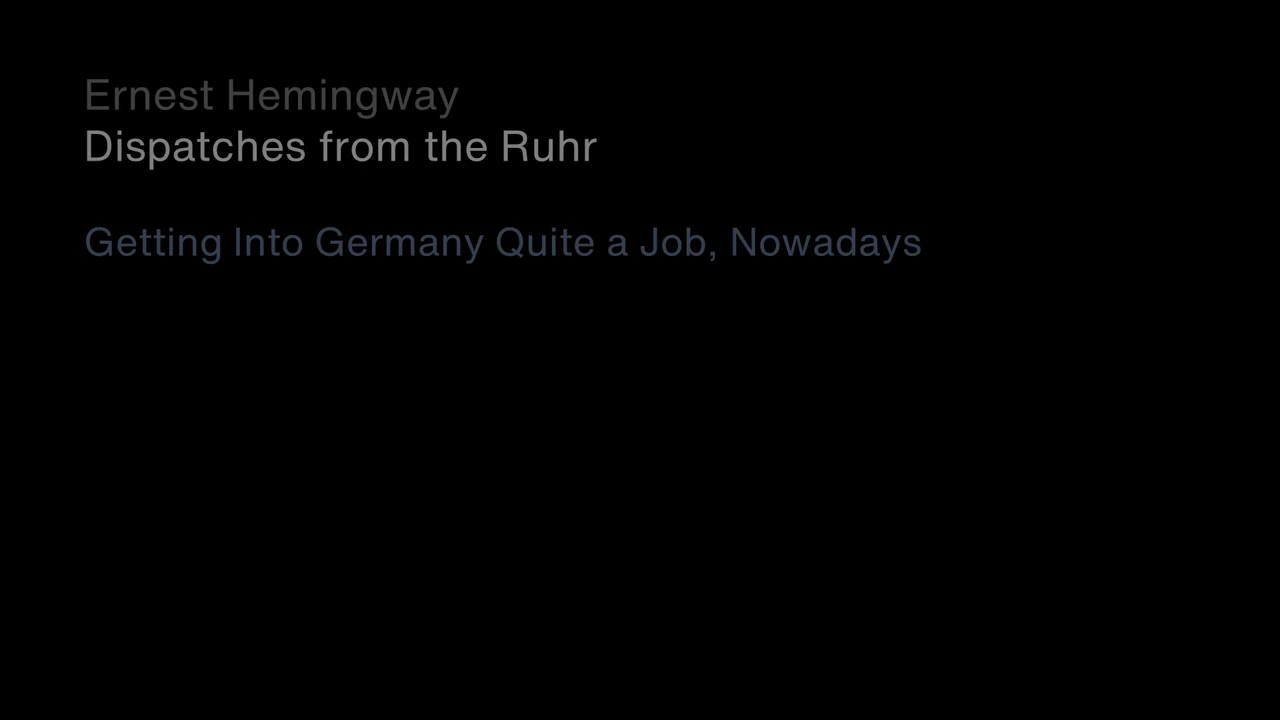 Ernest Hemingway
Dispatches from the Ruhr
Getting Into Germany Quite a Job, Nowadays